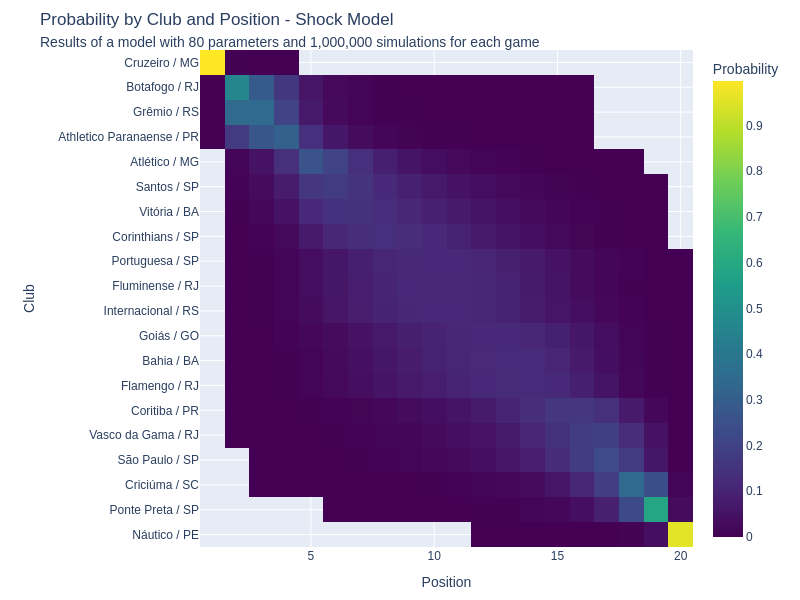 Probability by Club and Position - Shock Model
Results of a model with 80 parameters and 1,000,000 simulations for each game
Probability
Club
Cruzeiro / MG
Botafogo / RJ
Grêmio / RS
Athletico Paranaense / PR
Atlético / MG
Santos / SP
Vitória / BA
Corinthians / SP
Portuguesa / SP
Fluminense / RJ
Internacional / RS
Goiás / GO
Bahia / BA
Flamengo / RJ
Coritiba / PR
Vasco da Gama / RJ
São Paulo / SP
Criciúma / SC
Ponte Preta / SP
Náutico / PE
0.9
0.8
0.7
0.6
0.5
0.4
0.3
0.2
0.1
0
5 10 15 20
Position